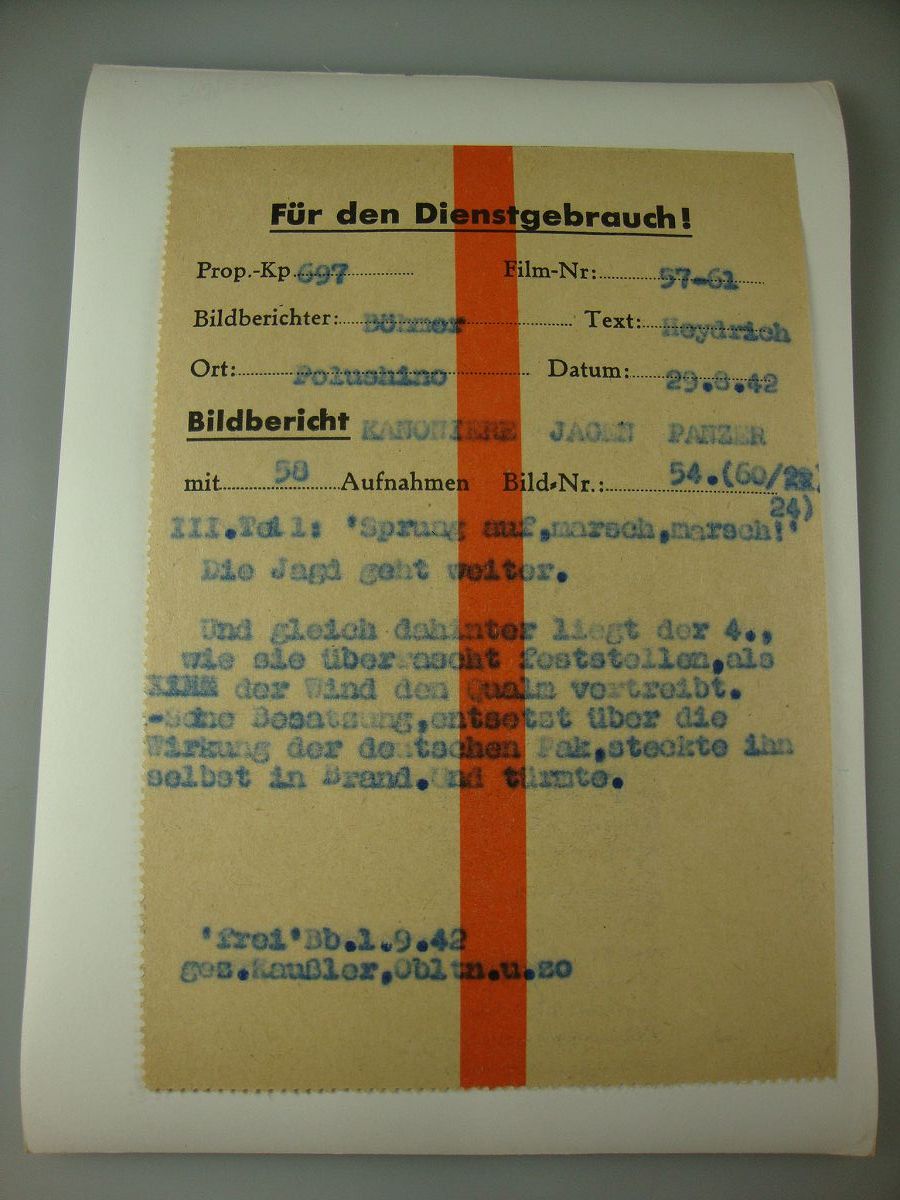 Für den Dienstgebrauch!
Prop.-Kp 697 Film-Nr: 57-61
Bildberichter: Böhmer Text: Heydrich
Ort: Polushino Datum: 29.8.42
Bildbericht KANONIERE JAGEN PANZER
mit 58 Aufnahmen Bild-Nr.: 54.(60/22,
24)
III.Teil: 'Sprung auf,marsch,marsch!'
Die Jagd geht weiter.
Und gleich dahinter liegt der 4.,
wie sie überrascht feststellen,als
der Wind den Qualm vertreibt.
Besatzung,entsetzt über die
Wirkung der deutschen Pak,steckte ihn
selbst in Brand.Und türmte.
'frei'Bb.1.9.42
gez.Kaußler,Obltn.u.zo